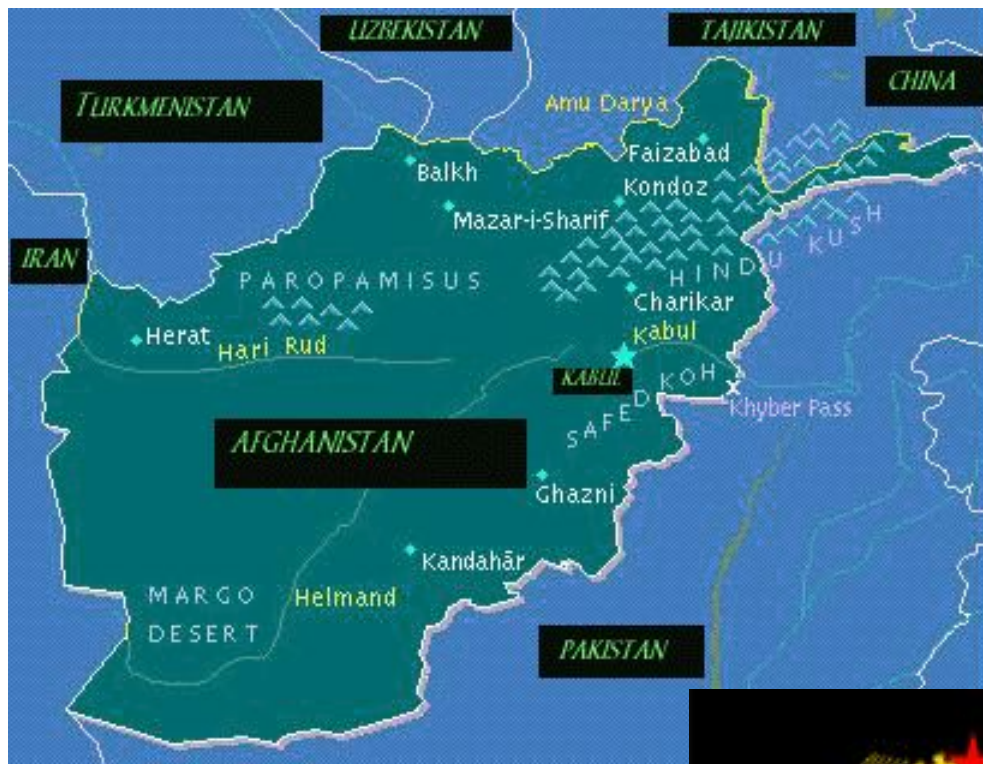 UZBEKISTAN
TAJIKISTAN
CHINA
TURKMENISTAN
Amu Darya
Faizabad
Balkh
Kondoz
Mazar-i-Sharif
IRAN
PAROPAMISUS
HINDU KUSH
Charikar
Herat
Hari Rud
Kabul
KABUL
SAFED KOH
Khyber Pass
AFGHANISTAN
Ghazni
Kandahār
MARGO
DESERT
Helmand
PAKISTAN